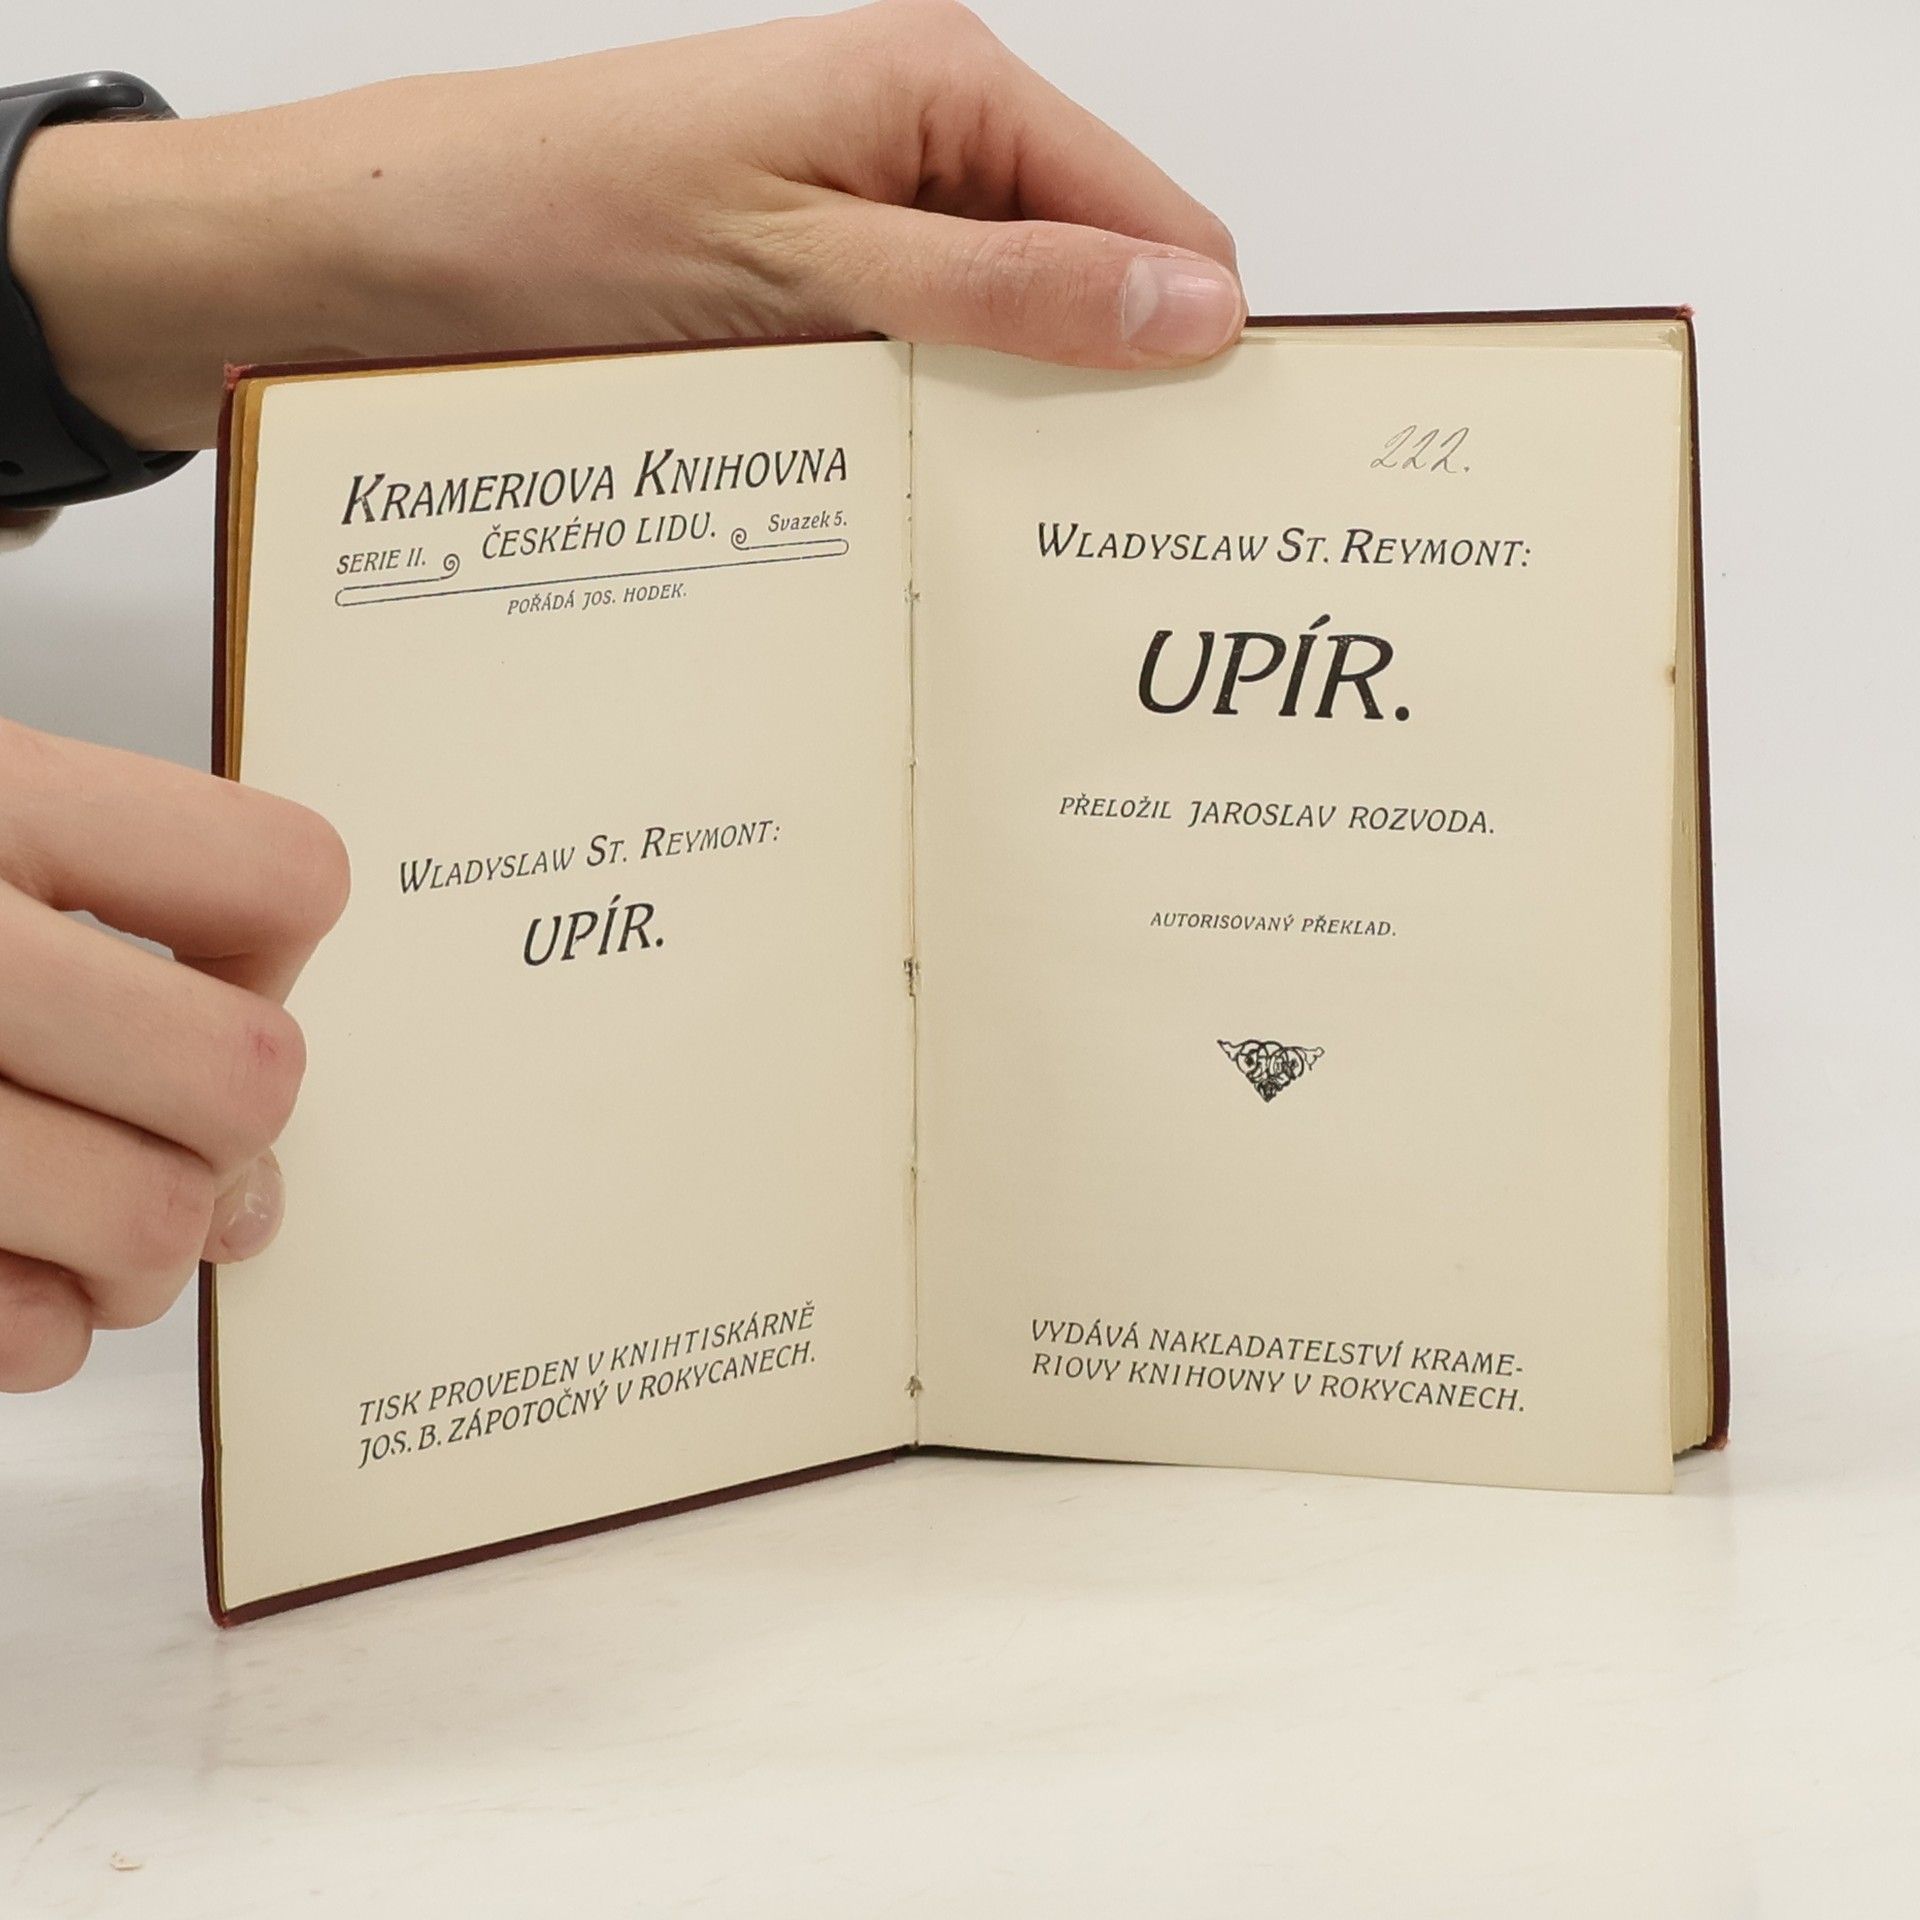 KRAMERIOVA KNIHOVNA
SERIE II. ČESKÉHO LIDU. Svazek 5.
POŘÁDÁ JOS. HODEK.
WLADYSLAW ST. REYMONT:
UPÍR.
TISK PROVEDEN V KNIHTISKÁRNĚ
JOS. B. ZÁPOTOČNÝ V ROKYCANECH.
222.
WLADYSLAW ST. REYMONT:
UPÍR.
PŘELOŽIL JAROSLAV ROZVODA.
AUTORISOVANÝ PŘEKLAD.
VYDÁVÁ NAKLADATELSTVÍ KRAME-
RIOVY KNIHOVNY V ROKYCANECH.